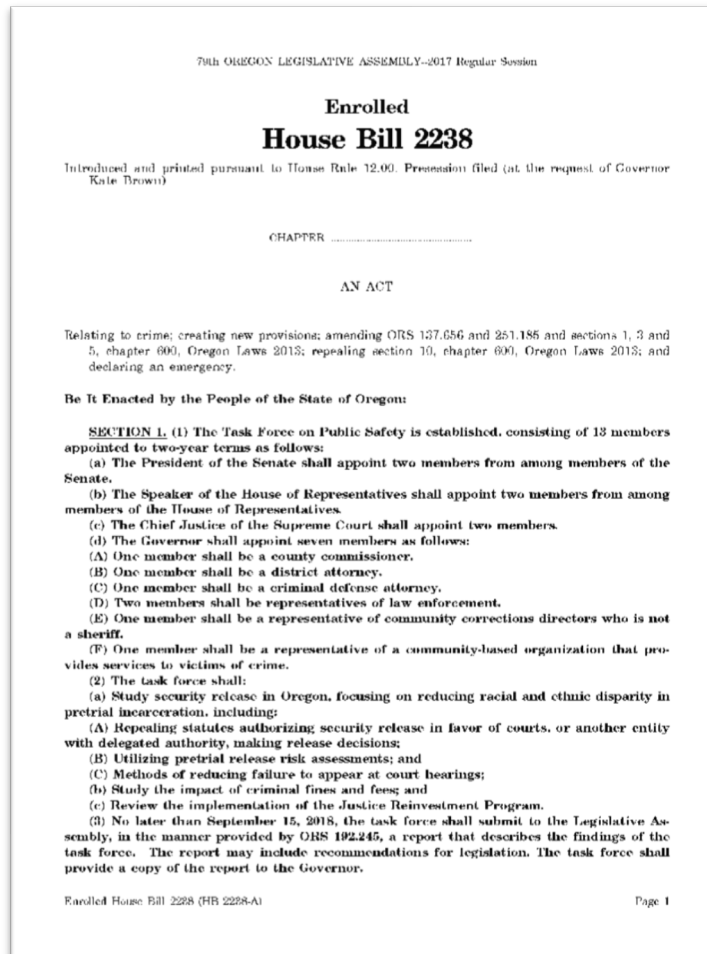 79th OREGON LEGISLATIVE ASSEMBLY--2017 Regular Session
Enrolled
House Bill 2238
Introduced and printed pursuant to House Rule 12.00. Presession filed (at the request of Governor
Kate Brown)
CHAPTER .................................................
AN ACT
Relating to crime; creating new provisions; amending ORS 137.656 and 251.185 and sections 1, 3 and
5, chapter 600, Oregon Laws 2013; repealing section 10, chapter 600, Oregon Laws 2013; and
declaring an emergency.
Be It Enacted by the People of the State of Oregon:
SECTION 1. (1) The Task Force on Public Safety is established, consisting of 13 members
appointed to two-year terms as follows:
(a) The President of the Senate shall appoint two members from among members of the
Senate.
(b) The Speaker of the House of Representatives shall appoint two members from among
members of the House of Representatives.
(c) The Chief Justice of the Supreme Court shall appoint two members.
(d) The Governor shall appoint seven members as follows:
(A) One member shall be a county commissioner.
(B) One member shall be a district attorney.
(C) One member shall be a criminal defense attorney.
(D) Two members shall be representatives of law enforcement.
(E) One member shall be a representative of community corrections directors who is not
a sheriff.
(F) One member shall be a representative of a community-based organization that pro-
vides services to victims of crime.
(2) The task force shall:
(a) Study security release in Oregon, focusing on reducing racial and ethnic disparity in
pretrial incarceration, including:
(A) Repealing statutes authorizing security release in favor of courts, or another entity
with delegated authority, making release decisions;
(B) Utilizing pretrial release risk assessments; and
(C) Methods of reducing failure to appear at court hearings;
(b) Study the impact of criminal fines and fees; and
(c) Review the implementation of the Justice Reinvestment Program.
(3) No later than September 15, 2018, the task force shall submit to the Legislative As-
sembly, in the manner provided by ORS 192.245, a report that describes the findings of the
task force. The report may include recommendations for legislation. The task force shall
provide a copy of the report to the Governor.
Enrolled House Bill 2238 (HB 2238-A)
Page 1